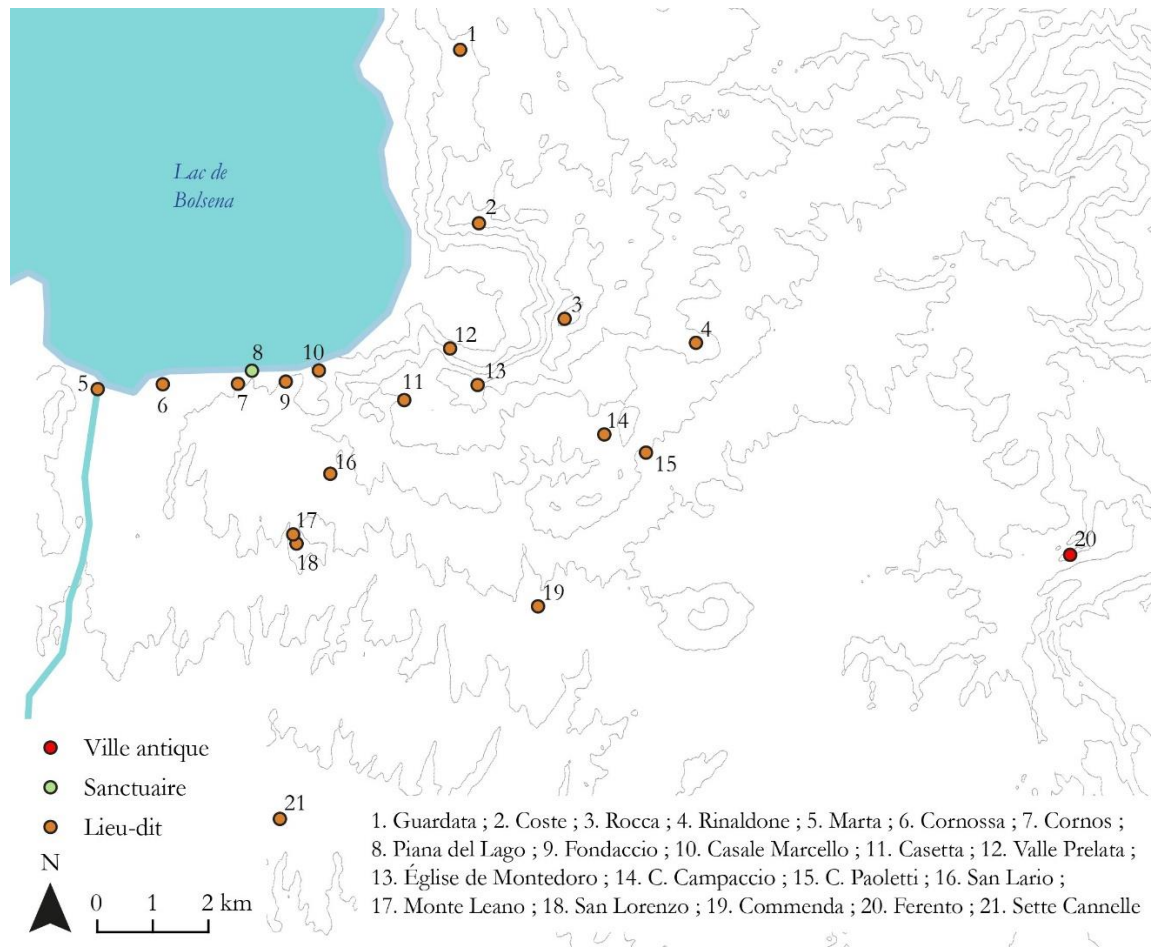 1
Lac de
Bolsena
2
3
4
12
8
10
13
5
11
6
7
9
14
15
16
17
18
20
19
Ville antique
Sanctuaire
Lieu-dit
21
N
0 1 2 km
1. Guardata ; 2. Coste ; 3. Rocca ; 4. Rinaldone ; 5. Marta ; 6. Cornossa ; 7. Cornos ;
8. Piana del Lago ; 9. Fondaccio ; 10. Casale Marcello ; 11. Casetta ; 12. Valle Prelata ;
13. Église de Montedoro ; 14. C. Campaccio ; 15. C. Paoletti ; 16. San Lario ;
17. Monte Leano ; 18. San Lorenzo ; 19. Commenda ; 20. Ferento ; 21. Sette Cannelle